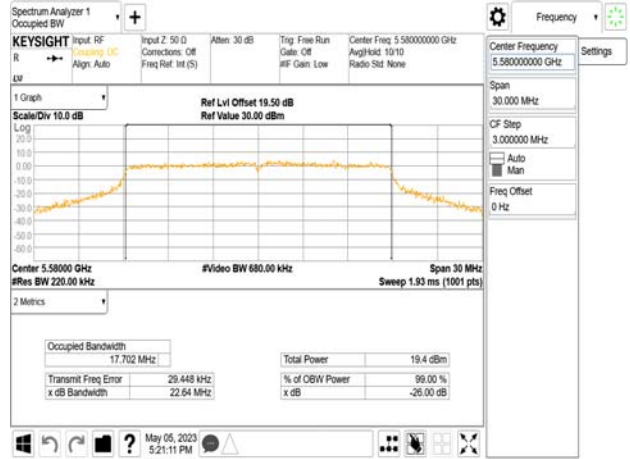 Spectrum Analyzer 1
Occupied BW
+
Frequency
KEYSIGHT
R
LXI
Input: RF
Coupling: DC
Align: Auto
Input Z: 50 Ω
Corrections: Off
Freq Ref: Int (S)
Atten: 30 dB
Trig: Free Run
Gate: Off
#IF Gain: Low
Center Freq: 5.580000000 GHz
Avg|Hold: 10/10
Radio Std: None
Center Frequency
5.580000000 GHz
Settings
Span
30.000 MHz
CF Step
3.000000 MHz
Auto
Man
Freq Offset
0 Hz
1 Graph
Scale/Div 10.0 dB
Ref Lvl Offset 19.50 dB
Ref Value 30.00 dBm
Log
20.0
10.0
0.00
-10.0
-20.0
-30.0
-40.0
-50.0
-60.0
Center 5.58000 GHz
#Res BW 220.00 kHz
#Video BW 680.00 kHz
Span 30 MHz
Sweep 1.93 ms (1001 pts)
2 Metrics
Occupied Bandwidth
17.702 MHz
Transmit Freq Error 29.448 kHz
x dB Bandwidth 22.64 MHz
Total Power 19.4 dBm
% of OBW Power 99.00 %
x dB -26.00 dB
?
May 05, 2023
5:21:11 PM